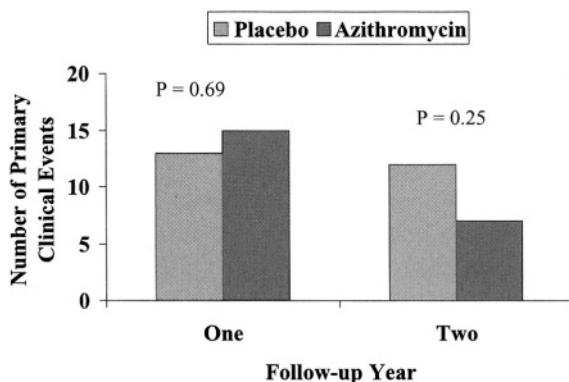 Placebo Azithromycin
P = 0.69
P = 0.25
Number of Primary
Clinical Events
20
15
10
5
0
One Two
Follow-up Year